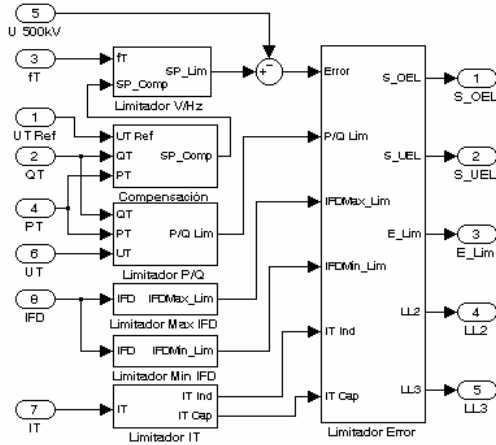 5
U 500kV
3
fT
fT
SP_Lim
SP_Comp
Limitador V/Hz
Error
S_OEL
1
S_OEL
1
UT Ref
UT Ref
2
QT
QT
SP_Comp
PT
Compensación
P/Q Lim
S_UEL
2
S_UEL
4
PT
QT
PT
P/Q Lim
UT
Limitador P/Q
6
UT
IFDMax_Lim
E_Lim
3
E_Lim
8
IFD
IFD
IFDMax_Lim
Limitador Max IFD
IFDMin_Lim
IFD
IFDMin_Lim
Limitador Min IFD
LL2
4
LL2
IT Ind
7
IT
IT
IT Ind
IT Cap
Limitador IT
IT Cap
LL3
5
LL3
Limitador Error